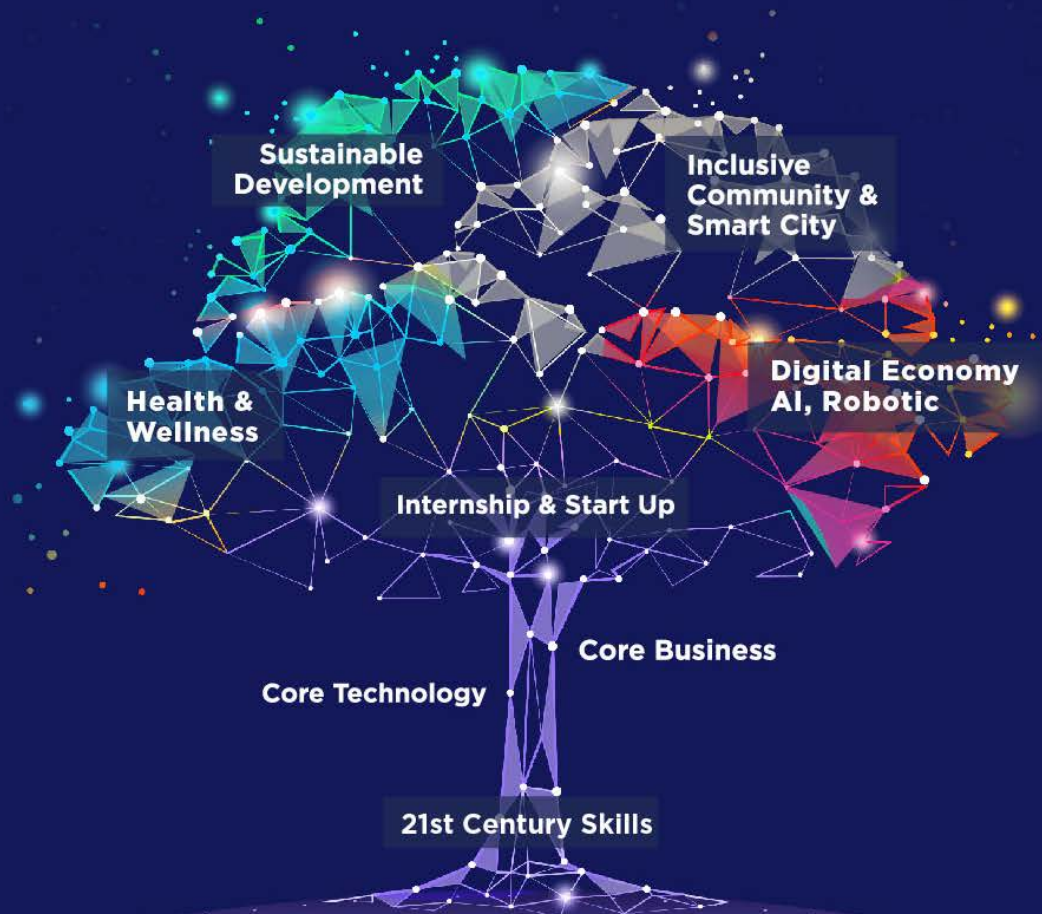 Sustainable
Development
Inclusive
Community &
Smart City
Health &
Wellness
Digital Economy
AI, Robotic
Internship & Start Up
Core Business
Core Technology
21st Century Skills